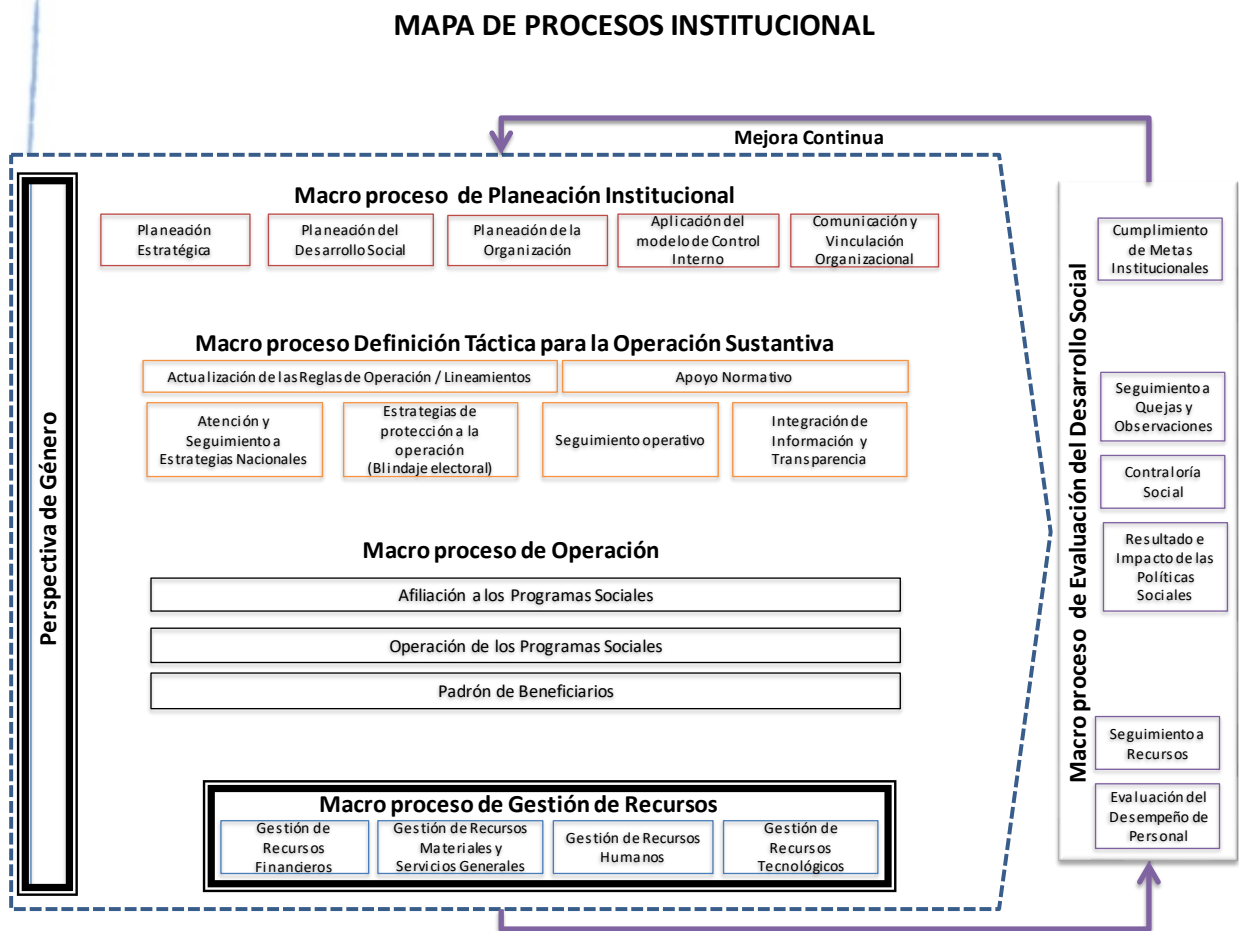 MAPA DE PROCESOS INSTITUCIONAL
Mejora Continua
Perspectiva de Género
Macro proceso de Planeación Institucional
Planeación
Estratégica
Planeación del
Desarrollo Social
Planeación de la
Organización
Aplicación del
modelo de Control
Interno
Comunicación y
Vinculación
Organizacional
Macro proceso Definición Táctica para la Operación Sustantiva
Actualización de las Reglas de Operación / Lineamientos
Apoyo Normativo
Atención y
Seguimiento a
Estrategias Nacionales
Estrategias de
protección a la
operación
(Blindaje electoral)
Seguimiento operativo
Integración de
Información y
Transparencia
Macro proceso de Operación
Afiliación a los Programas Sociales
Operación de los Programas Sociales
Padrón de Beneficiarios
Macro proceso de Gestión de Recursos
Gestión de
Recursos
Financieros
Gestión de Recursos
Materiales y
Servicios Generales
Gestión de Recursos
Humanos
Gestión de
Recursos
Tecnológicos
Macro proceso de Evaluación del Desarrollo Social
Cumplimiento
de Metas
Institucionales
Seguimiento a
Quejas y
Observaciones
Contraloría
Social
Resultado e
Impacto de las
Políticas
Sociales
Seguimiento a
Recursos
Evaluación del
Desempeño de
Personal